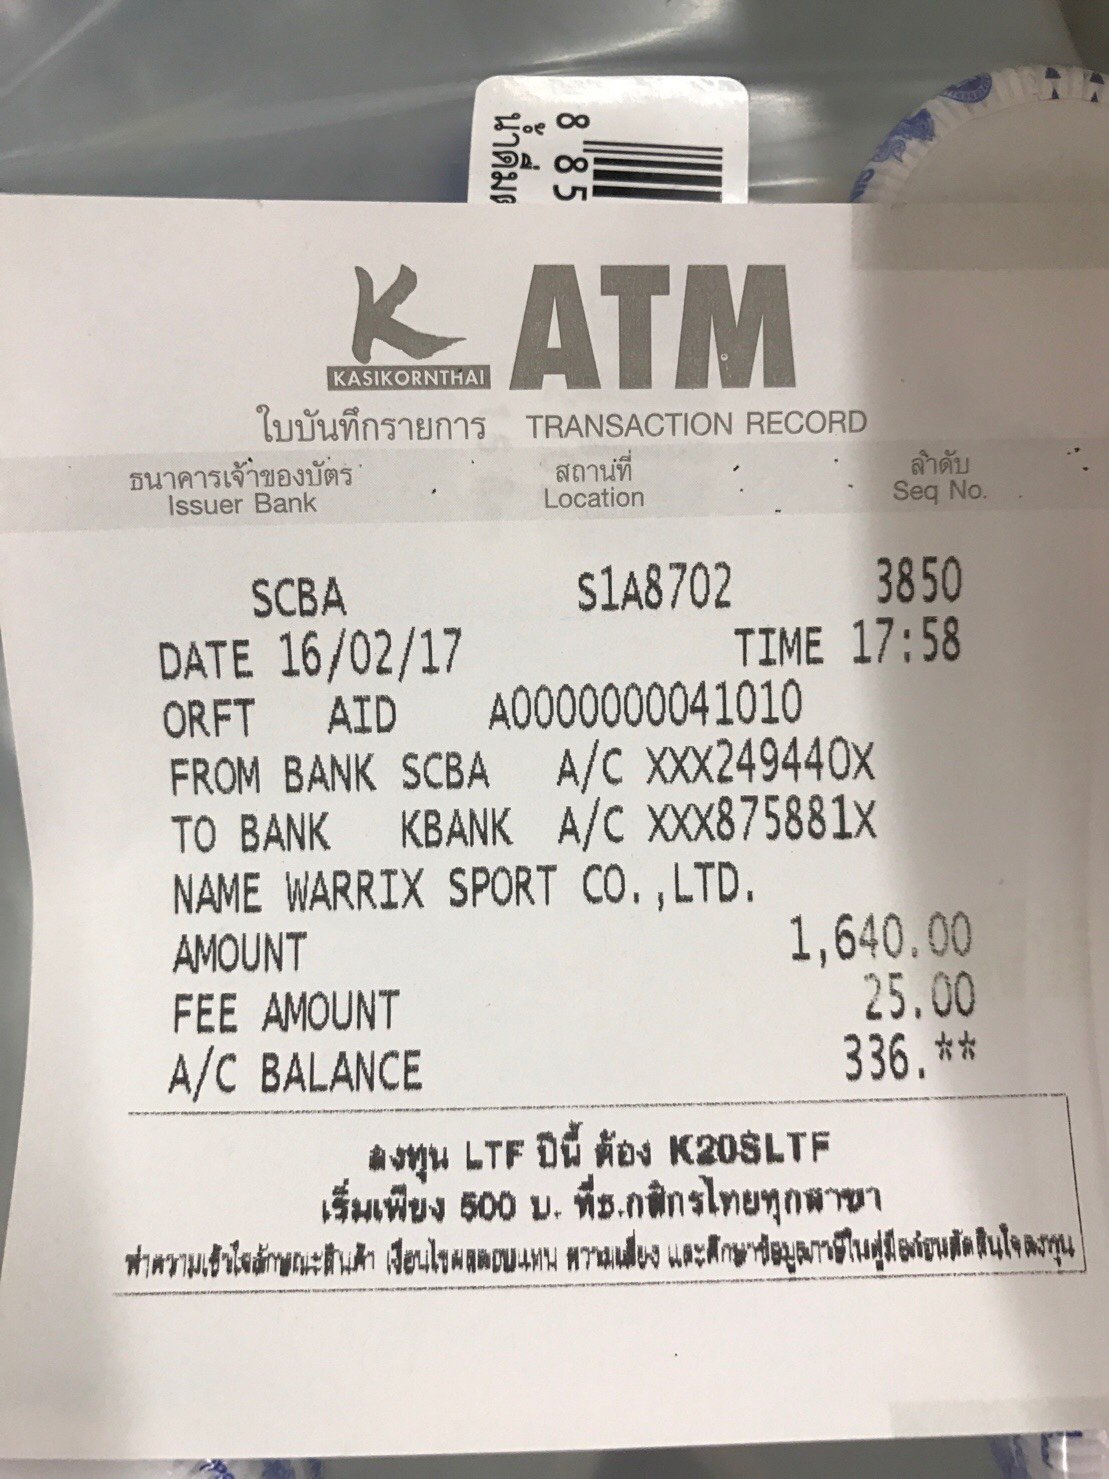 8 85
น้ำดื่มต
K ATM
KASIKORNTHAI
ใบบันทึกรายการ TRANSACTION RECORD
ธนาคารเจ้าของบัตร สถานที่ ลำดับ
Issuer Bank Location Seq No.
SCBA S1A8702 3850
DATE 16/02/17 TIME 17:58
ORFT AID A0000000041010
FROM BANK SCBA A/C XXX249440X
TO BANK KBANK A/C XXX875881X
NAME WARRIX SPORT CO.,LTD.
AMOUNT 1,640.00
FEE AMOUNT 25.00
A/C BALANCE 336.**
ลงทุน LTF ปีนี้ ต้อง K20SLTF
เริ่มเพียง 500 บ. ที่ธ.กสิกรไทยทุกสาขา
ทำความเข้าใจลักษณะสินค้า เงื่อนไขผลตอบแทน ความเสี่ยง และศึกษาข้อมูลภาษีในคู่มือก่อนตัดสินใจลงทุน